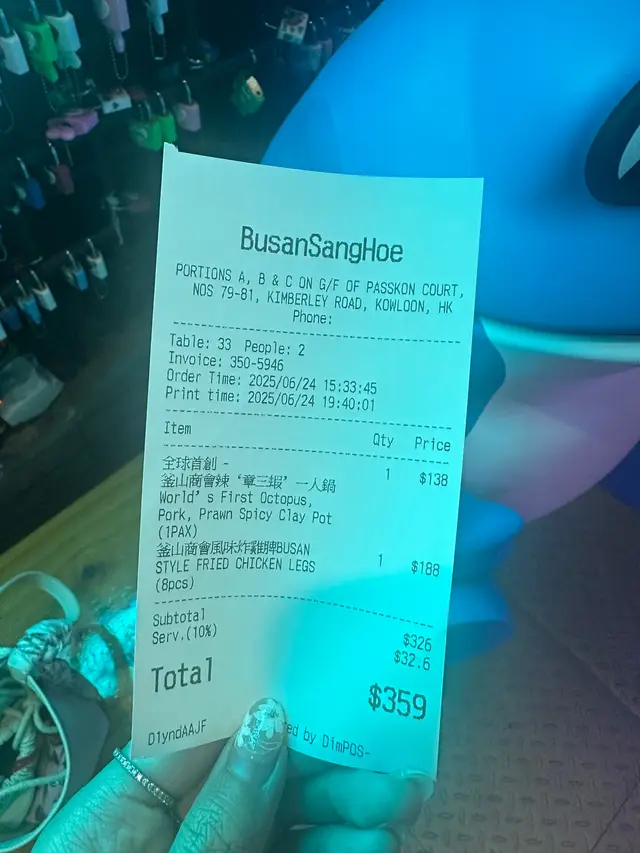 BusanSangHoe
PORTIONS A, B & C ON G/F OF PASSKON COURT,
NOS 79-81, KIMBERLEY ROAD, KOWLOON, HK
Phone:
Table: 33 People: 2
Invoice: 350-5946
Order Time: 2025/06/24 15:33:45
Print time: 2025/06/24 19:40:01
Item Qty Price
全球首創 - 1 $138
釜山商會辣‘章三蝦’一人鍋
World's First Octopus,
Pork, Prawn Spicy Clay Pot
(1PAX)
釜山商會風味炸雞髀BUSAN 1 $188
STYLE FRIED CHICKEN LEGS
(8pcs)
Subtotal $326
Serv.(10%) $32.6
Total $359
D1yndAAJF ed by DimPOS-